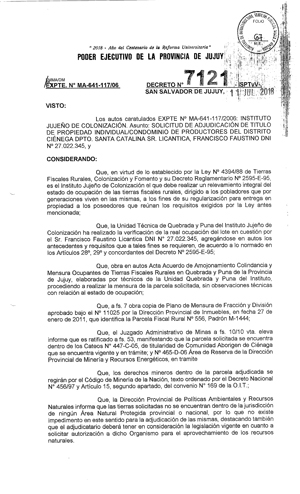 FOLIO
67
"2018 - Año del Centenario de la Reforma Universitaria"
PODER EJECUTIVO DE LA PROVINCIA DE JUJUY
EXPTE. N° MA-641-117/06
DECRETO N° 7121 ISPTyV.-
SAN SALVADOR DE JUJUY, 11 JUL. 2018
VISTO:
Los autos caratulados EXPTE. N° MA-641-117/2006: INSTITUTO
JUJEÑO DE COLONIZACIÓN. Asunto: SOLICITUD DE ADJUDICACIÓN DE TITULO
DE PROPIEDAD INDIVIDUAL/CONDOMINIO DE PRODUCTORES DEL DISTRITO
CIÉNEGA DPTO. SANTA CATALINA SR. LICANTICA, FRANCISCO FAUSTINO DNI
N° 27.022.345, y
CONSIDERANDO:
Que, en virtud de lo establecido por la Ley N° 4394/88 de Tierras
Fiscales Rurales, Colonización y Fomento y su Decreto Reglamentario N° 2595-E-95,
es el Instituto Jujeño de Colonización el que debe realizar un relevamiento integral del
estado de ocupación de las tierras fiscales rurales, dirigido a los pobladores que por
generaciones viven en las mismas, a los fines de su regularización para entrega en
propiedad a los poseedores que reúnan los requisitos exigidos por la Ley antes
mencionada;
Que, la Unidad Técnica de Quebrada y Puna del Instituto Jujeño de
Colonización ha realizado la verificación de la real ocupación del lote en cuestión por
el Sr. Francisco Faustino Licantica DNI N° 27.022.345, agregándose en autos los
antecedentes y requisitos que a tales fines se requieren, de acuerdo a lo normado en
los Artículos 28°, 29° y concordantes del Decreto N° 2595-E-95;
Que, obra en autos Acta Acuerdo de Amojonamiento Colindancia y
Mensura Ocupantes de Tierras Fiscales Rurales en Quebrada y Puna de la Provincia
de Jujuy, elaboradas por técnicos de la Unidad Quebrada y Puna del Instituto,
procediendo a realizar la mensura de la parcela solicitada, sin observaciones técnicas
con relación al estado de ocupación;
Que, a fs. 7 obra copia de Plano de Mensura de Fracción y División
aprobado bajo el N° 11025 por la Dirección Provincial de Inmuebles, en fecha 27 de
enero de 2011, que identifica la Parcela Fiscal Rural N° 556, Padrón M-1444;
Que, el Juzgado Administrativo de Minas a fs. 10/10 vta. eleva
informe que es ratificado a fs. 53, manifestando que la parcela solicitada se encuentra
dentro de los Cateos N° 447-C-05, de titularidad de Comunidad Aborigen de Ciénega
que se encuentra vigente y en trámite; y N° 465-D-06 Área de Reserva de la Dirección
Provincial de Minería y Recursos Energéticos, en tramite
Que, los derechos mineros dentro de la parcela adjudicada se
regirán por el Código de Minería de la Nación, texto ordenado por el Decreto Nacional
N° 456/97 y Artículo 15, segundo apartado, del convenio N° 169 de la O.I.T.;
Que, la Dirección Provincial de Políticas Ambientales y Recursos
Naturales informa que las tierras solicitadas no se encuentran dentro de la jurisdicción
de ningún Área Natural Protegida provincial o nacional, por lo que no existe
impedimento en este sentido para la adjudicación de las mismas, destacando también
que el adjudicatario deberá tener en consideración la legislación vigente en cuanto a
solicitar autorización a dicho Organismo para el aprovechamiento de los recursos
naturales.